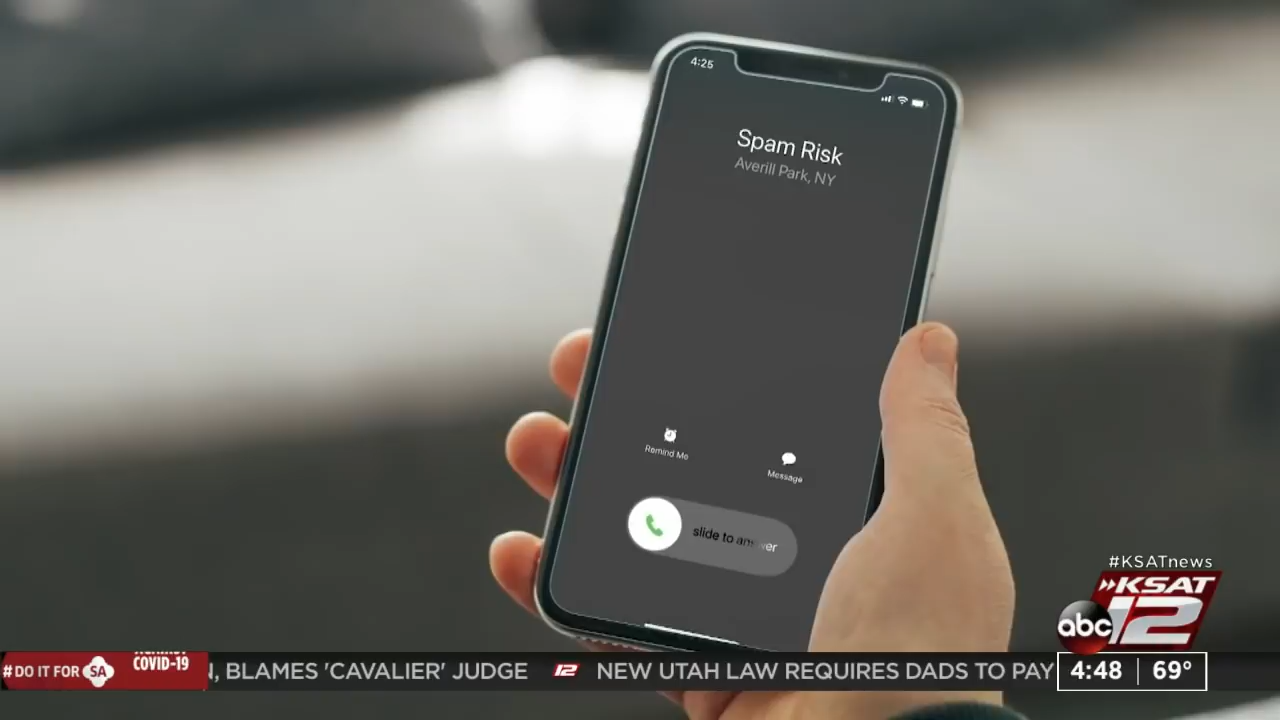 4:25
Spam Risk
Averill Park, NY
Remind Me
Message
slide to answer
#KSATnews
KSAT
abc 12
#DO IT FOR SA
COVID-19
N, BLAMES 'CAVALIER' JUDGE 12 NEW UTAH LAW REQUIRES DADS TO PAY
4:48 69°